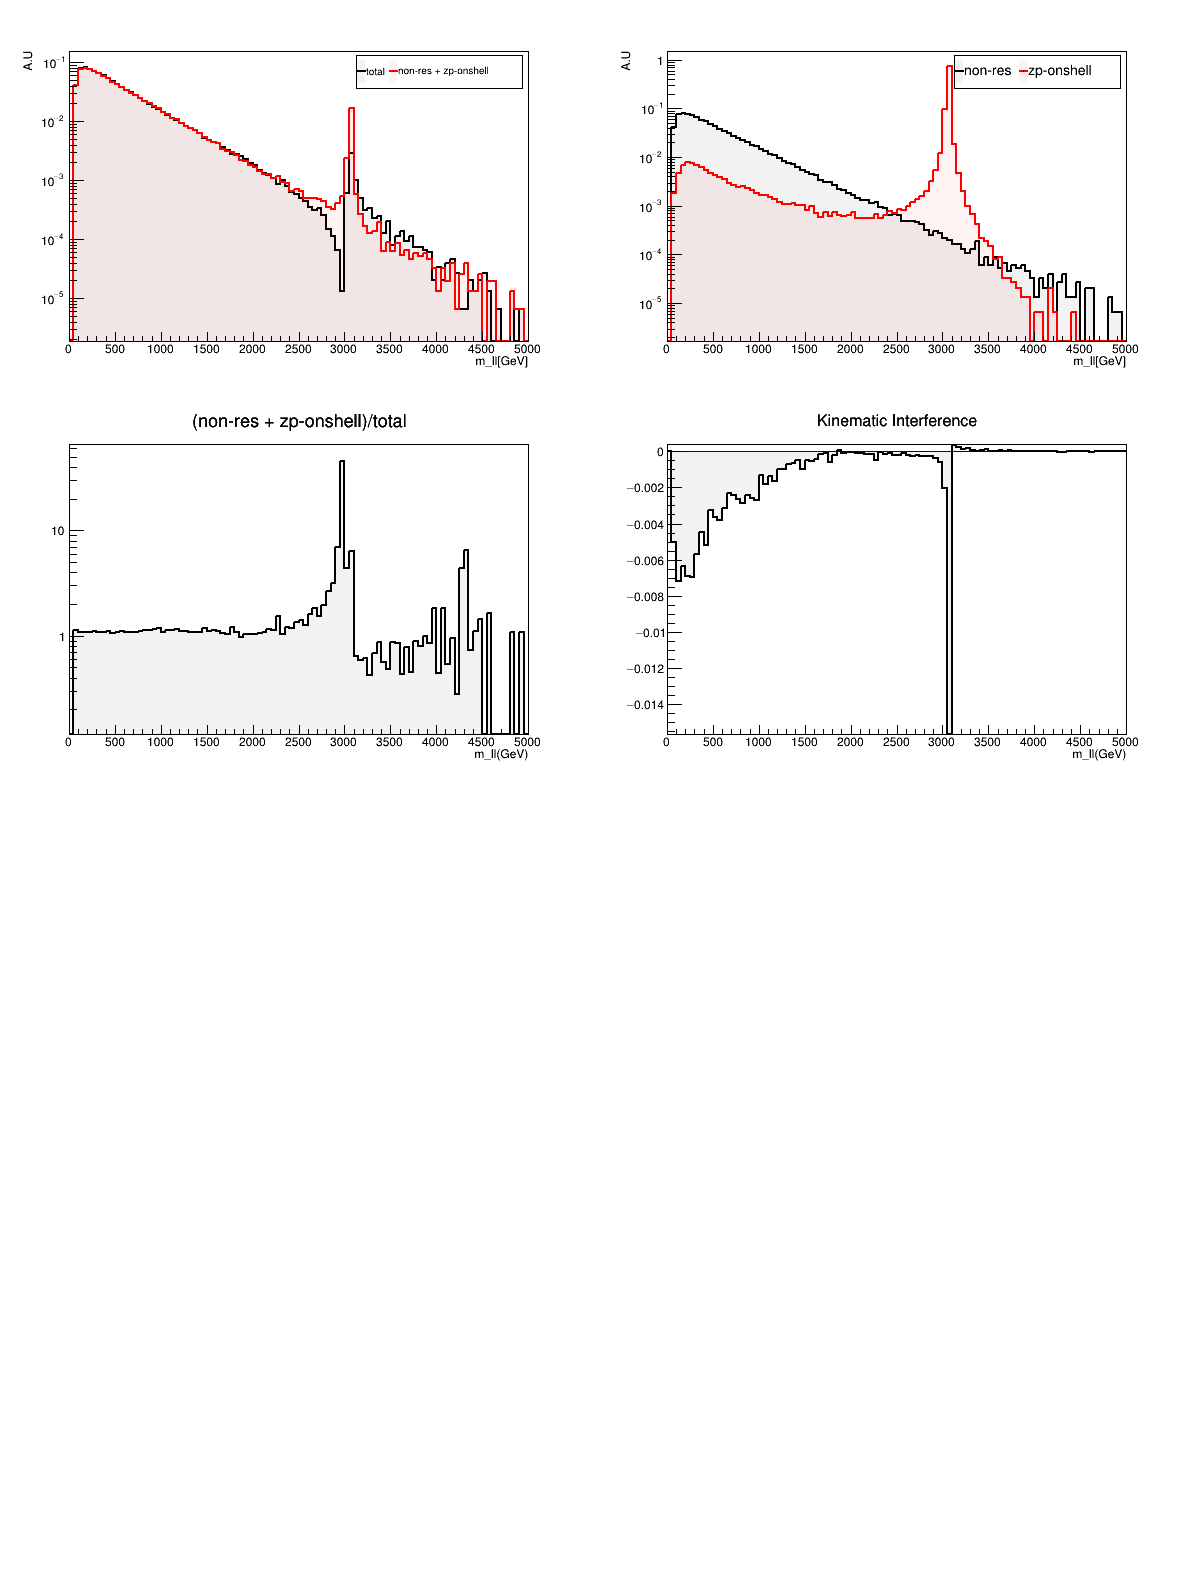 A.U
total non-res + zp-onshell
10⁻¹
10⁻²
10⁻³
10⁻⁴
10⁻⁵
0 500 1000 1500 2000 2500 3000 3500 4000 4500 5000
m_ll[GeV]
A.U
non-res zp-onshell
1
10⁻¹
10⁻²
10⁻³
10⁻⁴
10⁻⁵
0 500 1000 1500 2000 2500 3000 3500 4000 4500 5000
m_ll[GeV]
(non-res + zp-onshell)/total
10
1
0 500 1000 1500 2000 2500 3000 3500 4000 4500 5000
m_ll(GeV)
Kinematic Interference
0
−0.002
−0.004
−0.006
−0.008
−0.01
−0.012
−0.014
0 500 1000 1500 2000 2500 3000 3500 4000 4500 5000
m_ll(GeV)